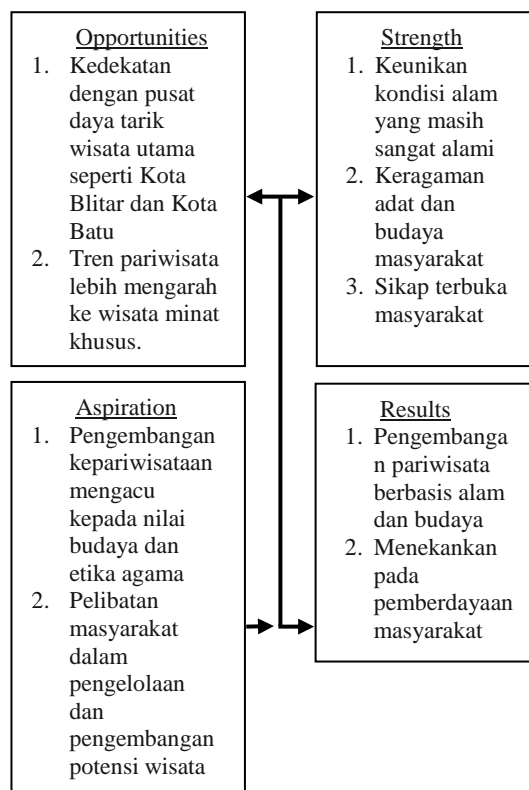 Opportunities
1. Kedekatan
dengan pusat
daya tarik
wisata utama
seperti Kota
Blitar dan Kota
Batu
2. Tren pariwisata
lebih mengarah
ke wisata minat
khusus.
Strength
1. Keunikan
kondisi alam
yang masih
sangat alami
2. Keragaman
adat dan
budaya
masyarakat
3. Sikap terbuka
masyarakat
Aspiration
1. Pengembangan
kepariwisataan
mengacu
kepada nilai
budaya dan
etika agama
2. Pelibatan
masyarakat
dalam
pengelolaan
dan
pengembangan
potensi wisata
Results
1. Pengembanga
n pariwisata
berbasis alam
dan budaya
2. Menekankan
pada
pemberdayaan
masyarakat